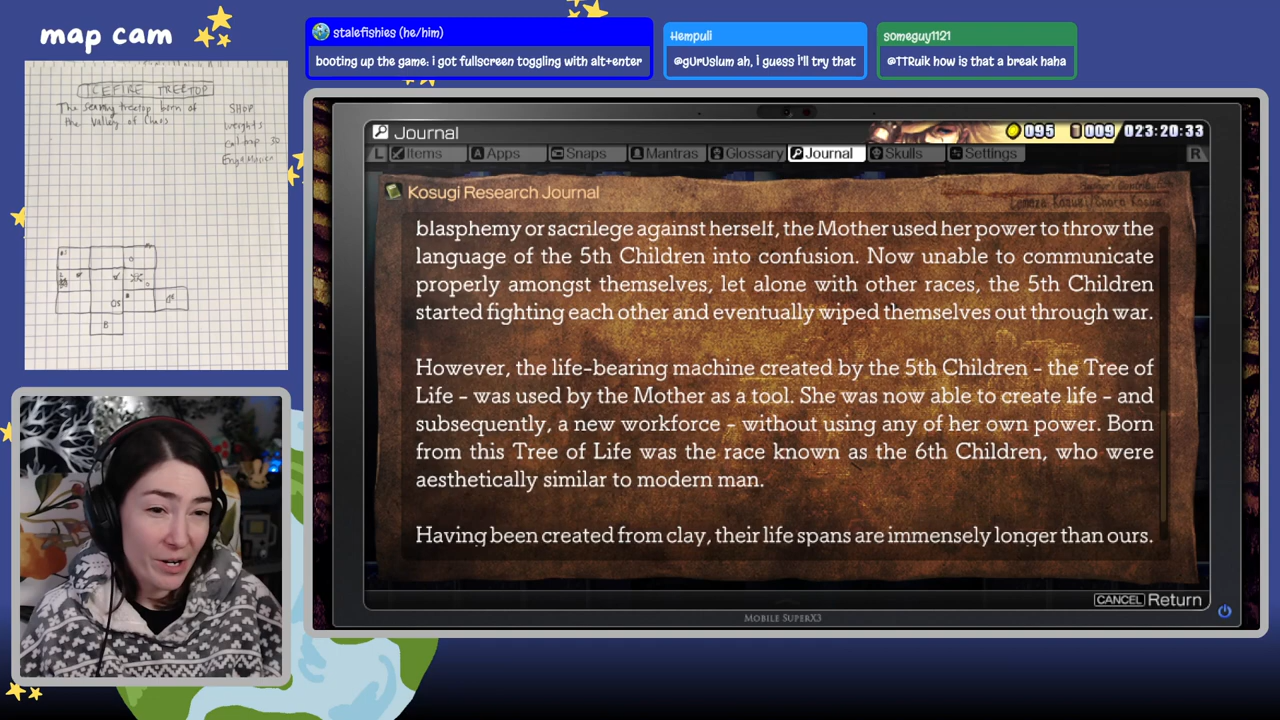 map cam
ICEFIRE TREETOP
The
treetop born of
the Valley of Chaos
SHOP
weights
caltrop 30
B
stalefishies (he/him)
booting up the game: i got fullscreen toggling with alt+enter
Hempuli
@gUrUslum ah, i guess i'll try that
someguy1121
@TTRuik how is that a break haha
Journal
095 009 023:20:33
L Items Apps Snaps Mantras Glossary Journal Skulls Settings R
Kosugi Research Journal
blasphemy or sacrilege against herself, the Mother used her power to throw the
language of the 5th Children into confusion. Now unable to communicate
properly amongst themselves, let alone with other races, the 5th Children
started fighting each other and eventually wiped themselves out through war.
However, the life-bearing machine created by the 5th Children - the Tree of
Life - was used by the Mother as a tool. She was now able to create life - and
subsequently, a new workforce - without using any of her own power. Born
from this Tree of Life was the race known as the 6th Children, who were
aesthetically similar to modern man.
Having been created from clay, their life spans are immensely longer than ours.
CANCEL Return
MOBILE SUPERX3